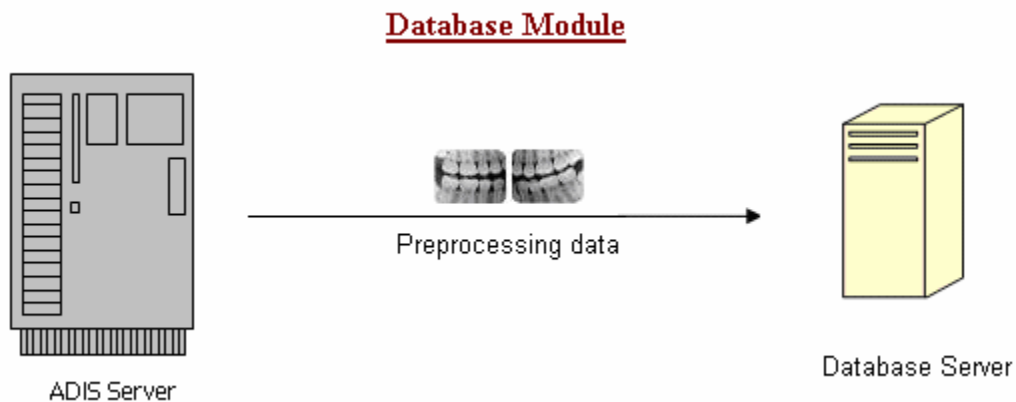 Database Module
Preprocessing data
ADIS Server
Database Server